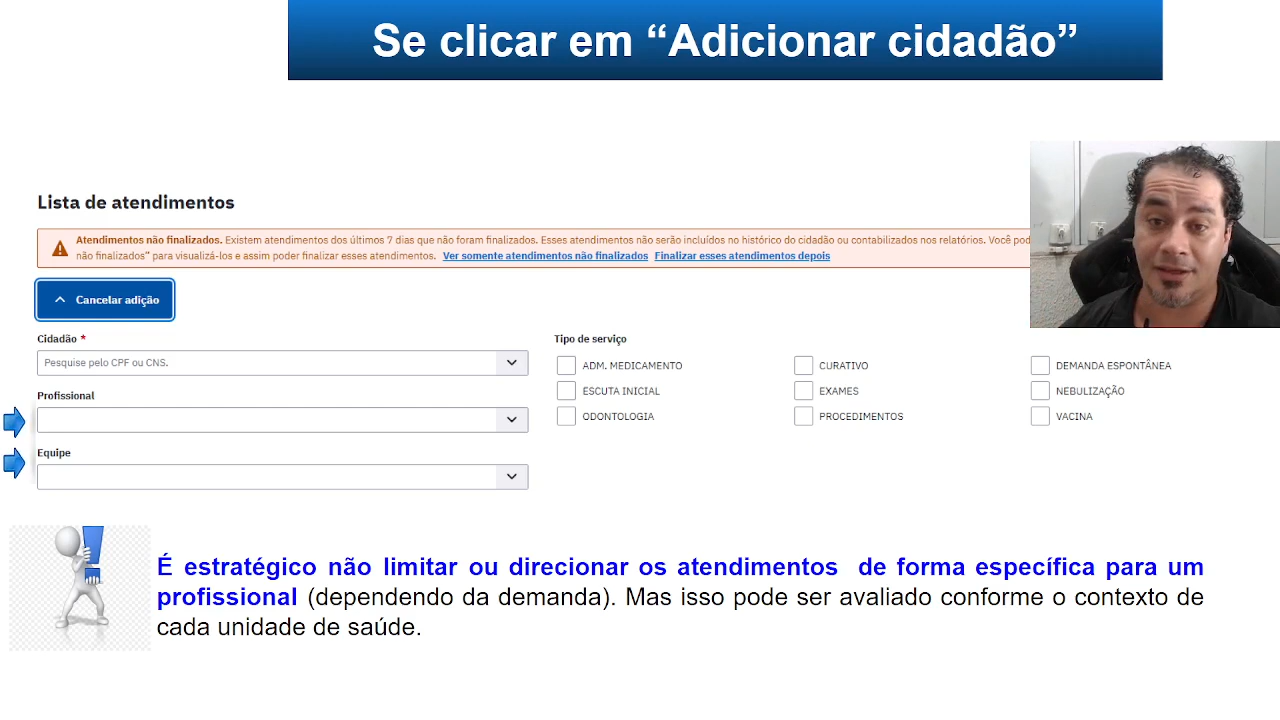 Se clicar em “Adicionar cidadão”
Lista de atendimentos
Atendimentos não finalizados. Existem atendimentos dos últimos 7 dias que não foram finalizados. Esses atendimentos não serão incluídos no histórico do cidadão ou contabilizados nos relatórios. Você pod
não finalizados" para visualizá-los e assim poder finalizar esses atendimentos. Ver somente atendimentos não finalizados Finalizar esses atendimentos depois
Cancelar adição
Cidadão *
Pesquise pelo CPF ou CNS.
Profissional
Equipe
Tipo de serviço
ADM. MEDICAMENTO
CURATIVO
DEMANDA ESPONTÂNEA
ESCUTA INICIAL
EXAMES
NEBULIZAÇÃO
ODONTOLOGIA
PROCEDIMENTOS
VACINA
É estratégico não limitar ou direcionar os atendimentos de forma específica para um
profissional (dependendo da demanda). Mas isso pode ser avaliado conforme o contexto de
cada unidade de saúde.